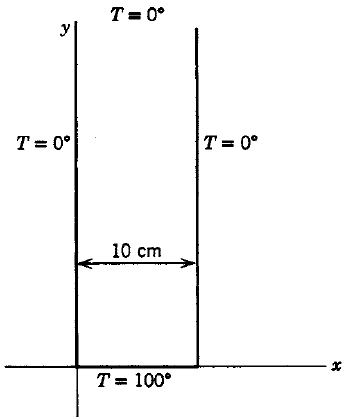 T = 0°
y
T = 0°
T = 0°
10 cm
x
T = 100°